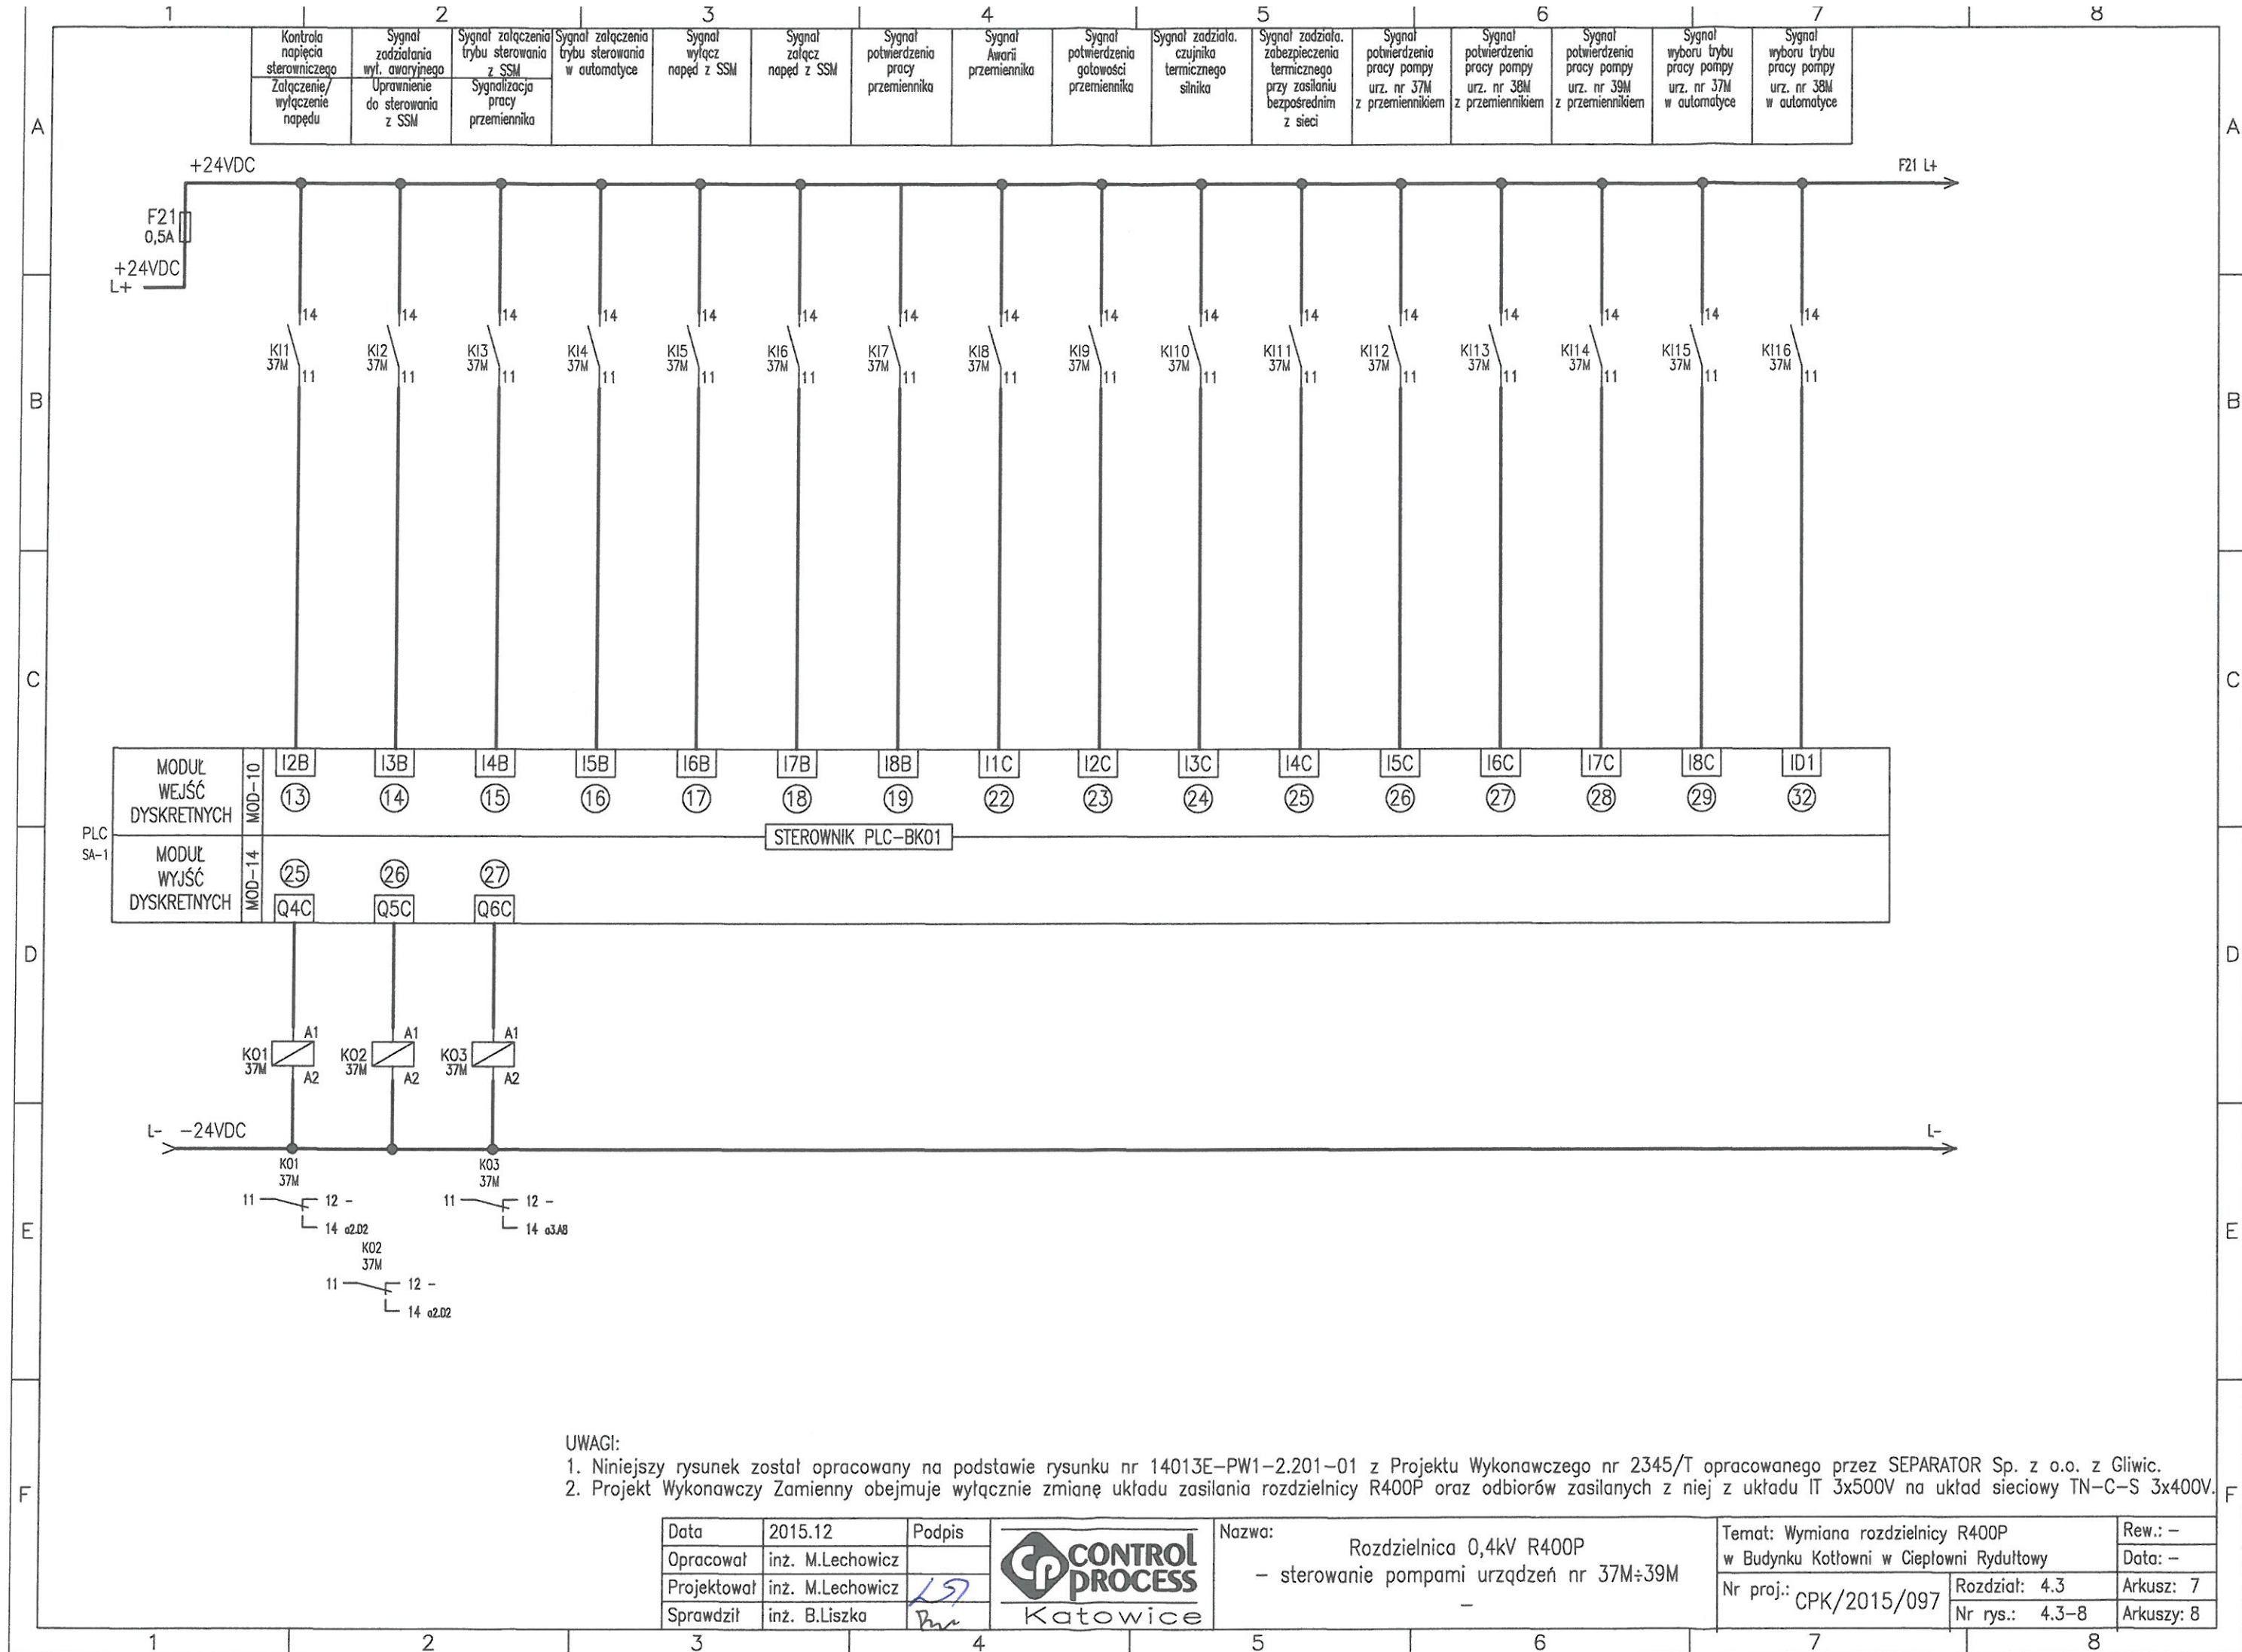 1 2 3 4 5 6 7 8
Kontrola
napięcia
sterowniczego
Załączenie/
wyłączenie
napędu
Sygnał
zadziałania
wył. awaryjnego
Uprawnienie
do sterowania
z SSM
Sygnał załączenia
trybu sterowania
z SSM
Sygnalizacja
pracy
przemiennika
Sygnał załączenia
trybu sterowania
w automatyce
Sygnał
wyłącz
napęd z SSM
Sygnał
załącz
napęd z SSM
Sygnał
potwierdzenia
pracy
przemiennika
Sygnał
Awarii
przemiennika
Sygnał
potwierdzenia
gotowości
przemiennika
Sygnał zadziała.
czujnika
termicznego
silnika
Sygnał zadziała.
zabezpieczenia
termicznego
przy zasilaniu
bezpośrednim
z sieci
Sygnał
potwierdzenia
pracy pompy
urz. nr 37M
z przemiennikiem
Sygnał
potwierdzenia
pracy pompy
urz. nr 38M
z przemiennikiem
Sygnał
potwierdzenia
pracy pompy
urz. nr 39M
z przemiennikiem
Sygnał
wyboru trybu
pracy pompy
urz. nr 37M
w automatyce
Sygnał
wyboru trybu
pracy pompy
urz. nr 38M
w automatyce
A A
+24VDC F21 L+
F21
0,5A
+24VDC
L+
14 14 14 14 14 14 14 14 14 14 14 14 14 14 14 14
KI1 KI2 KI3 KI4 KI5 KI6 KI7 KI8 KI9 KI10 KI11 KI12 KI13 KI14 KI15 KI16
37M 37M 37M 37M 37M 37M 37M 37M 37M 37M 37M 37M 37M 37M 37M 37M
11 11 11 11 11 11 11 11 11 11 11 11 11 11 11 11
B B
C C
MODUŁ
WEJŚĆ
DYSKRETNYCH
MOD-10
I2B I3B I4B I5B I6B I7B I8B I1C I2C I3C I4C I5C I6C I7C I8C ID1
13 14 15 16 17 18 19 22 23 24 25 26 27 28 29 32
PLC
SA-1
STEROWNIK PLC-BK01
MODUŁ
WYJŚĆ
DYSKRETNYCH
MOD-14
25 26 27
Q4C Q5C Q6C
D D
A1 A1 A1
K01 K02 K03
37M 37M 37M
A2 A2 A2
L- -24VDC L-
K01 K03
37M 37M
11 12 - 11 12 -
14 a2.D2 14 a3.A8
E E
K02
37M
11 12 -
14 a2.D2
UWAGI:
1. Niniejszy rysunek został opracowany na podstawie rysunku nr 14013E-PW1-2.201-01 z Projektu Wykonawczego nr 2345/T opracowanego przez SEPARATOR Sp. z o.o. z Gliwic.
2. Projekt Wykonawczy Zamienny obejmuje wyłącznie zmianę układu zasilania rozdzielnicy R400P oraz odbiorów zasilanych z niej z układu IT 3x500V na układ sieciowy TN-C-S 3x400V.
F F
Data 2015.12 Podpis
Opracował inż. M.Lechowicz
Projektował inż. M.Lechowicz
Sprawdził inż. B.Liszka
CP CONTROL
PROCESS
Katowice
Nazwa:
Rozdzielnica 0,4kV R400P
- sterowanie pompami urządzeń nr 37M÷39M
-
Temat: Wymiana rozdzielnicy R400P
w Budynku Kotłowni w Ciepłowni Rydułtowy
Nr proj.: CPK/2015/097
Rozdział: 4.3
Nr rys.: 4.3-8
Rew.: -
Data: -
Arkusz: 7
Arkuszy: 8
1 2 3 4 5 6 7 8